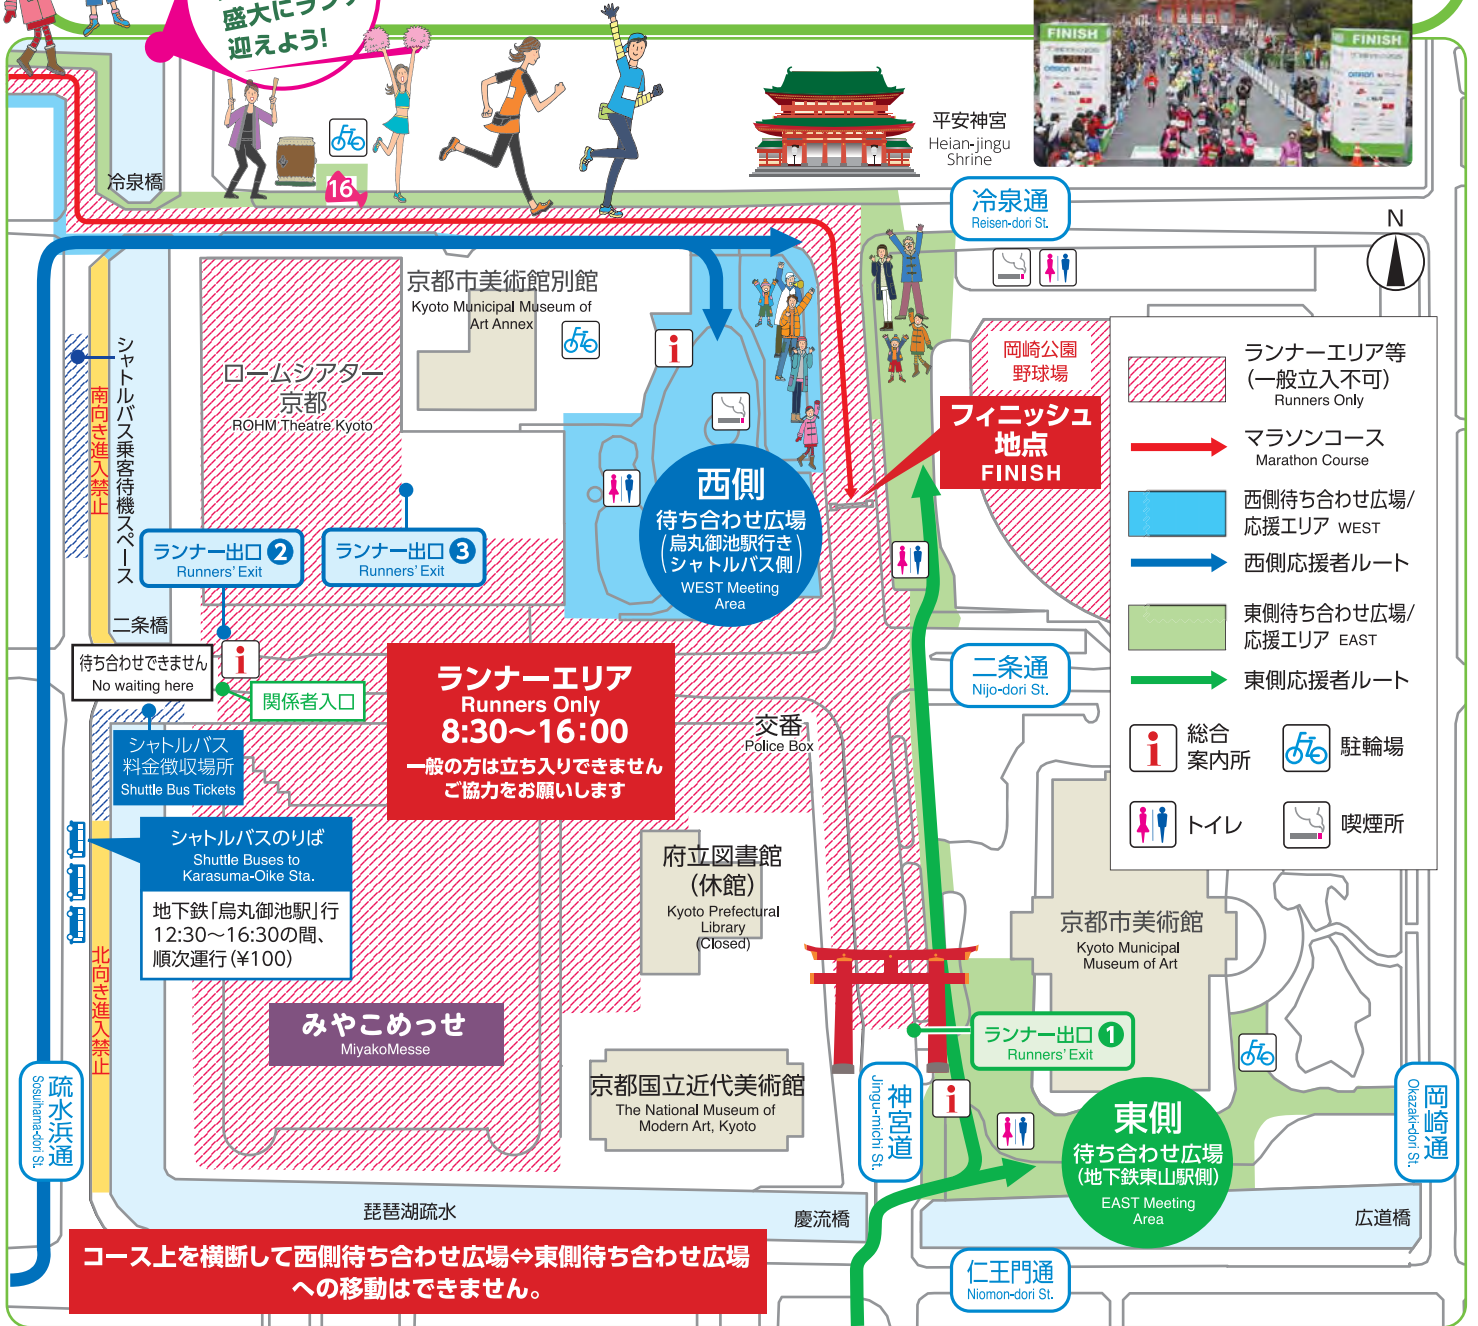 盛大にランナー
迎えよう!
FINISH
FINISH
平安神宮
Heian-jingu
Shrine
冷泉橋
16
冷泉通
Reisen-dori St.
N
京都市美術館別館
Kyoto Municipal Museum of
Art Annex
ロームシアター
京都
ROHM Theatre Kyoto
シャトルバス乗客待機スペース
南向き進入禁止
岡崎公園
野球場
フィニッシュ
地点
FINISH
西側
待ち合わせ広場
(烏丸御池駅行き
シャトルバス側)
WEST Meeting
Area
ランナー出口 2
Runners' Exit
ランナー出口 3
Runners' Exit
二条橋
待ち合わせできません
No waiting here
関係者入口
ランナーエリア
Runners Only
8:30〜16:00
一般の方は立ち入りできません
ご協力をお願いします
交番
Police Box
二条通
Nijo-dori St.
シャトルバス
料金徴収場所
Shuttle Bus Tickets
シャトルバスのりば
Shuttle Buses to
Karasuma-Oike Sta.
地下鉄「烏丸御池駅」行
12:30〜16:30の間、
順次運行(¥100)
北向き進入禁止
府立図書館
(休館)
Kyoto Prefectural
Library
(Closed)
京都市美術館
Kyoto Municipal
Museum of Art
みやこめっせ
MiyakoMesse
ランナー出口 1
Runners' Exit
京都国立近代美術館
The National Museum of
Modern Art, Kyoto
疏水浜通
Sosuihama-dori St.
神宮道
Jingu-michi St.
岡崎通
Okazaki-dori St.
東側
待ち合わせ広場
(地下鉄東山駅側)
EAST Meeting
Area
琵琶湖疏水
慶流橋
広道橋
コース上を横断して西側待ち合わせ広場⇔東側待ち合わせ広場
への移動はできません。
仁王門通
Niomon-dori St.
ランナーエリア等
(一般立入不可)
Runners Only
マラソンコース
Marathon Course
西側待ち合わせ広場/
応援エリア WEST
西側応援者ルート
東側待ち合わせ広場/
応援エリア EAST
東側応援者ルート
総合
案内所
駐輪場
トイレ
喫煙所